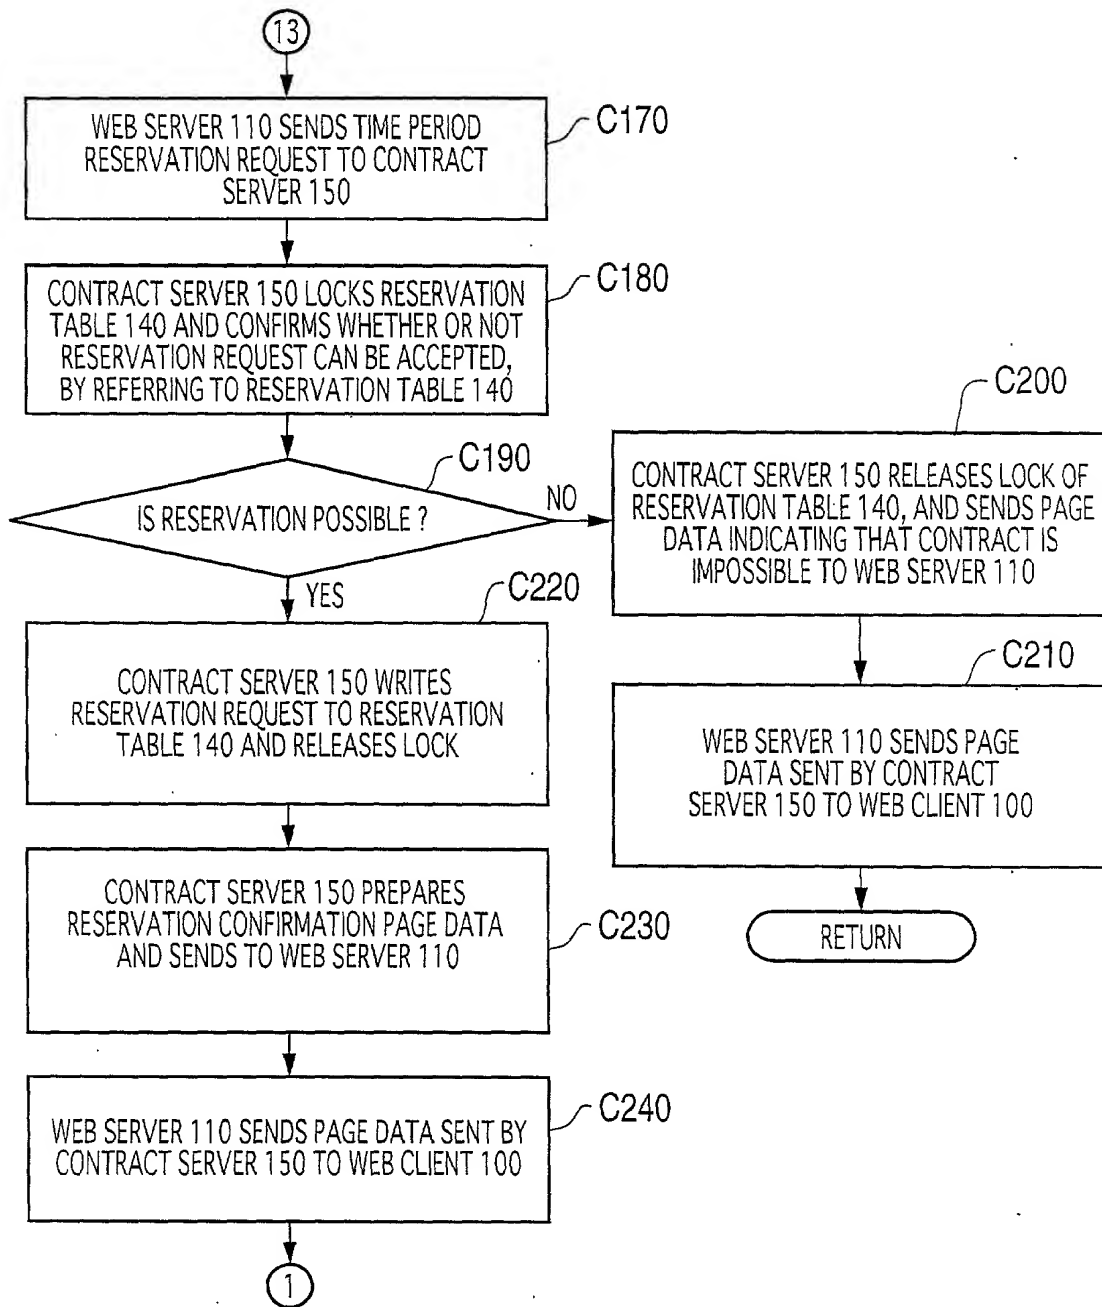 13
WEB SERVER 110 SENDS TIME PERIOD
RESERVATION REQUEST TO CONTRACT
SERVER 150
C170
CONTRACT SERVER 150 LOCKS RESERVATION
TABLE 140 AND CONFIRMS WHETHER OR NOT
RESERVATION REQUEST CAN BE ACCEPTED,
BY REFERRING TO RESERVATION TABLE 140
C180
IS RESERVATION POSSIBLE ?
C190
NO
YES
CONTRACT SERVER 150 RELEASES LOCK OF
RESERVATION TABLE 140, AND SENDS PAGE
DATA INDICATING THAT CONTRACT IS
IMPOSSIBLE TO WEB SERVER 110
C200
WEB SERVER 110 SENDS PAGE
DATA SENT BY CONTRACT
SERVER 150 TO WEB CLIENT 100
C210
RETURN
CONTRACT SERVER 150 WRITES
RESERVATION REQUEST TO RESERVATION
TABLE 140 AND RELEASES LOCK
C220
CONTRACT SERVER 150 PREPARES
RESERVATION CONFIRMATION PAGE DATA
AND SENDS TO WEB SERVER 110
C230
WEB SERVER 110 SENDS PAGE DATA SENT BY
CONTRACT SERVER 150 TO WEB CLIENT 100
C240
1